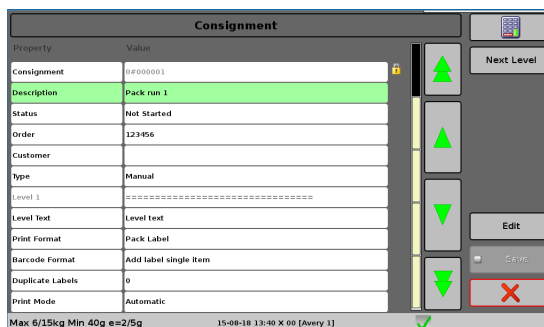 Consignment
Property Value
Consignment 0#000001
Description Pack run 1
Status Not Started
Order 123456
Customer
Type Manual
Level 1 ================================
Level Text Level text
Print Format Pack Label
Barcode Format Add label single item
Duplicate Labels 0
Print Mode Automatic
Next Level
Edit
Save
Max 6/15kg Min 40g e=2/5g 15-08-18 13:40 X 00 [Avery 1]